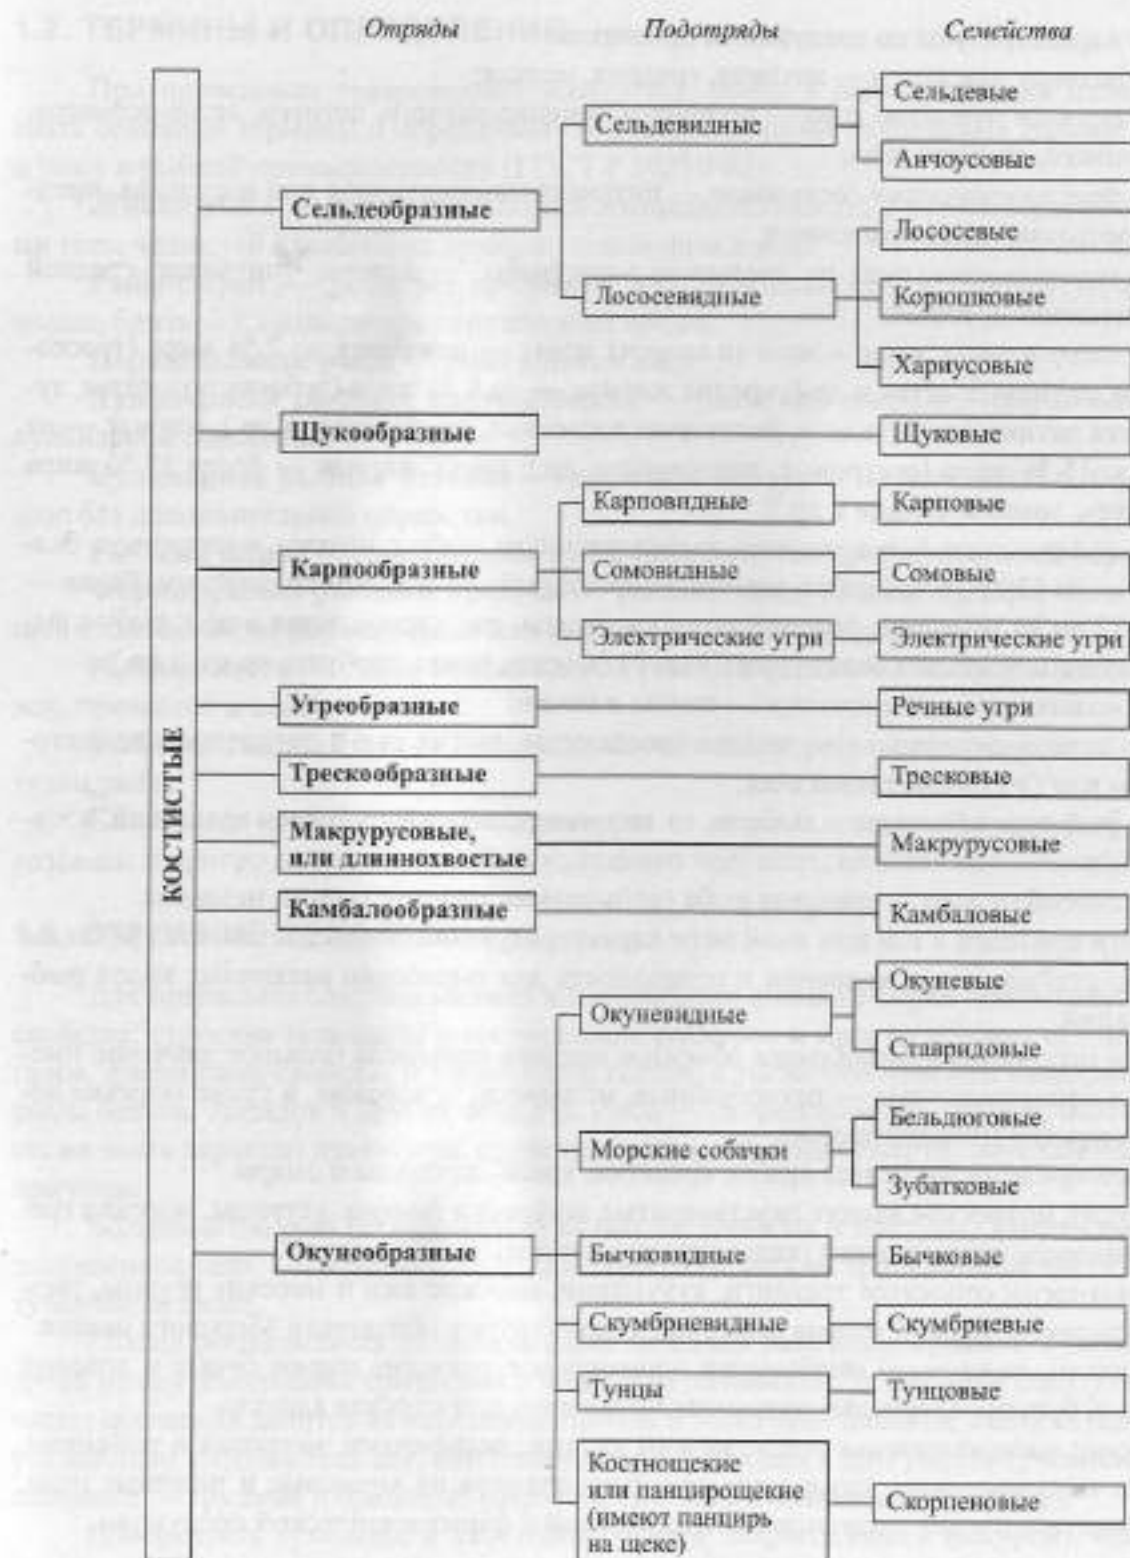 Отряды Подотряды Семейства
КОСТИСТЫЕ
Сельдеобразные
Сельдевидные
Сельдевые
Анчоусовые
Лососевидные
Лососевые
Корюшковые
Хариусовые
Щукообразные
Щуковые
Карпообразные
Карповидные
Карповые
Сомовидные
Сомовые
Электрические угри
Электрические угри
Угреобразные
Речные угри
Трескообразные
Тресковые
Макрурусовые,
или длиннохвостые
Макрурусовые
Камбалообразные
Камбаловые
Окунеобразные
Окуневидные
Окуневые
Ставридовые
Морские собачки
Бельдюговые
Зубатковые
Бычковидные
Бычковые
Скумбриевидные
Скумбриевые
Тунцы
Тунцовые
Костнощекие
или панцирощекие
(имеют панцирь
на щеке)
Скорпеновые